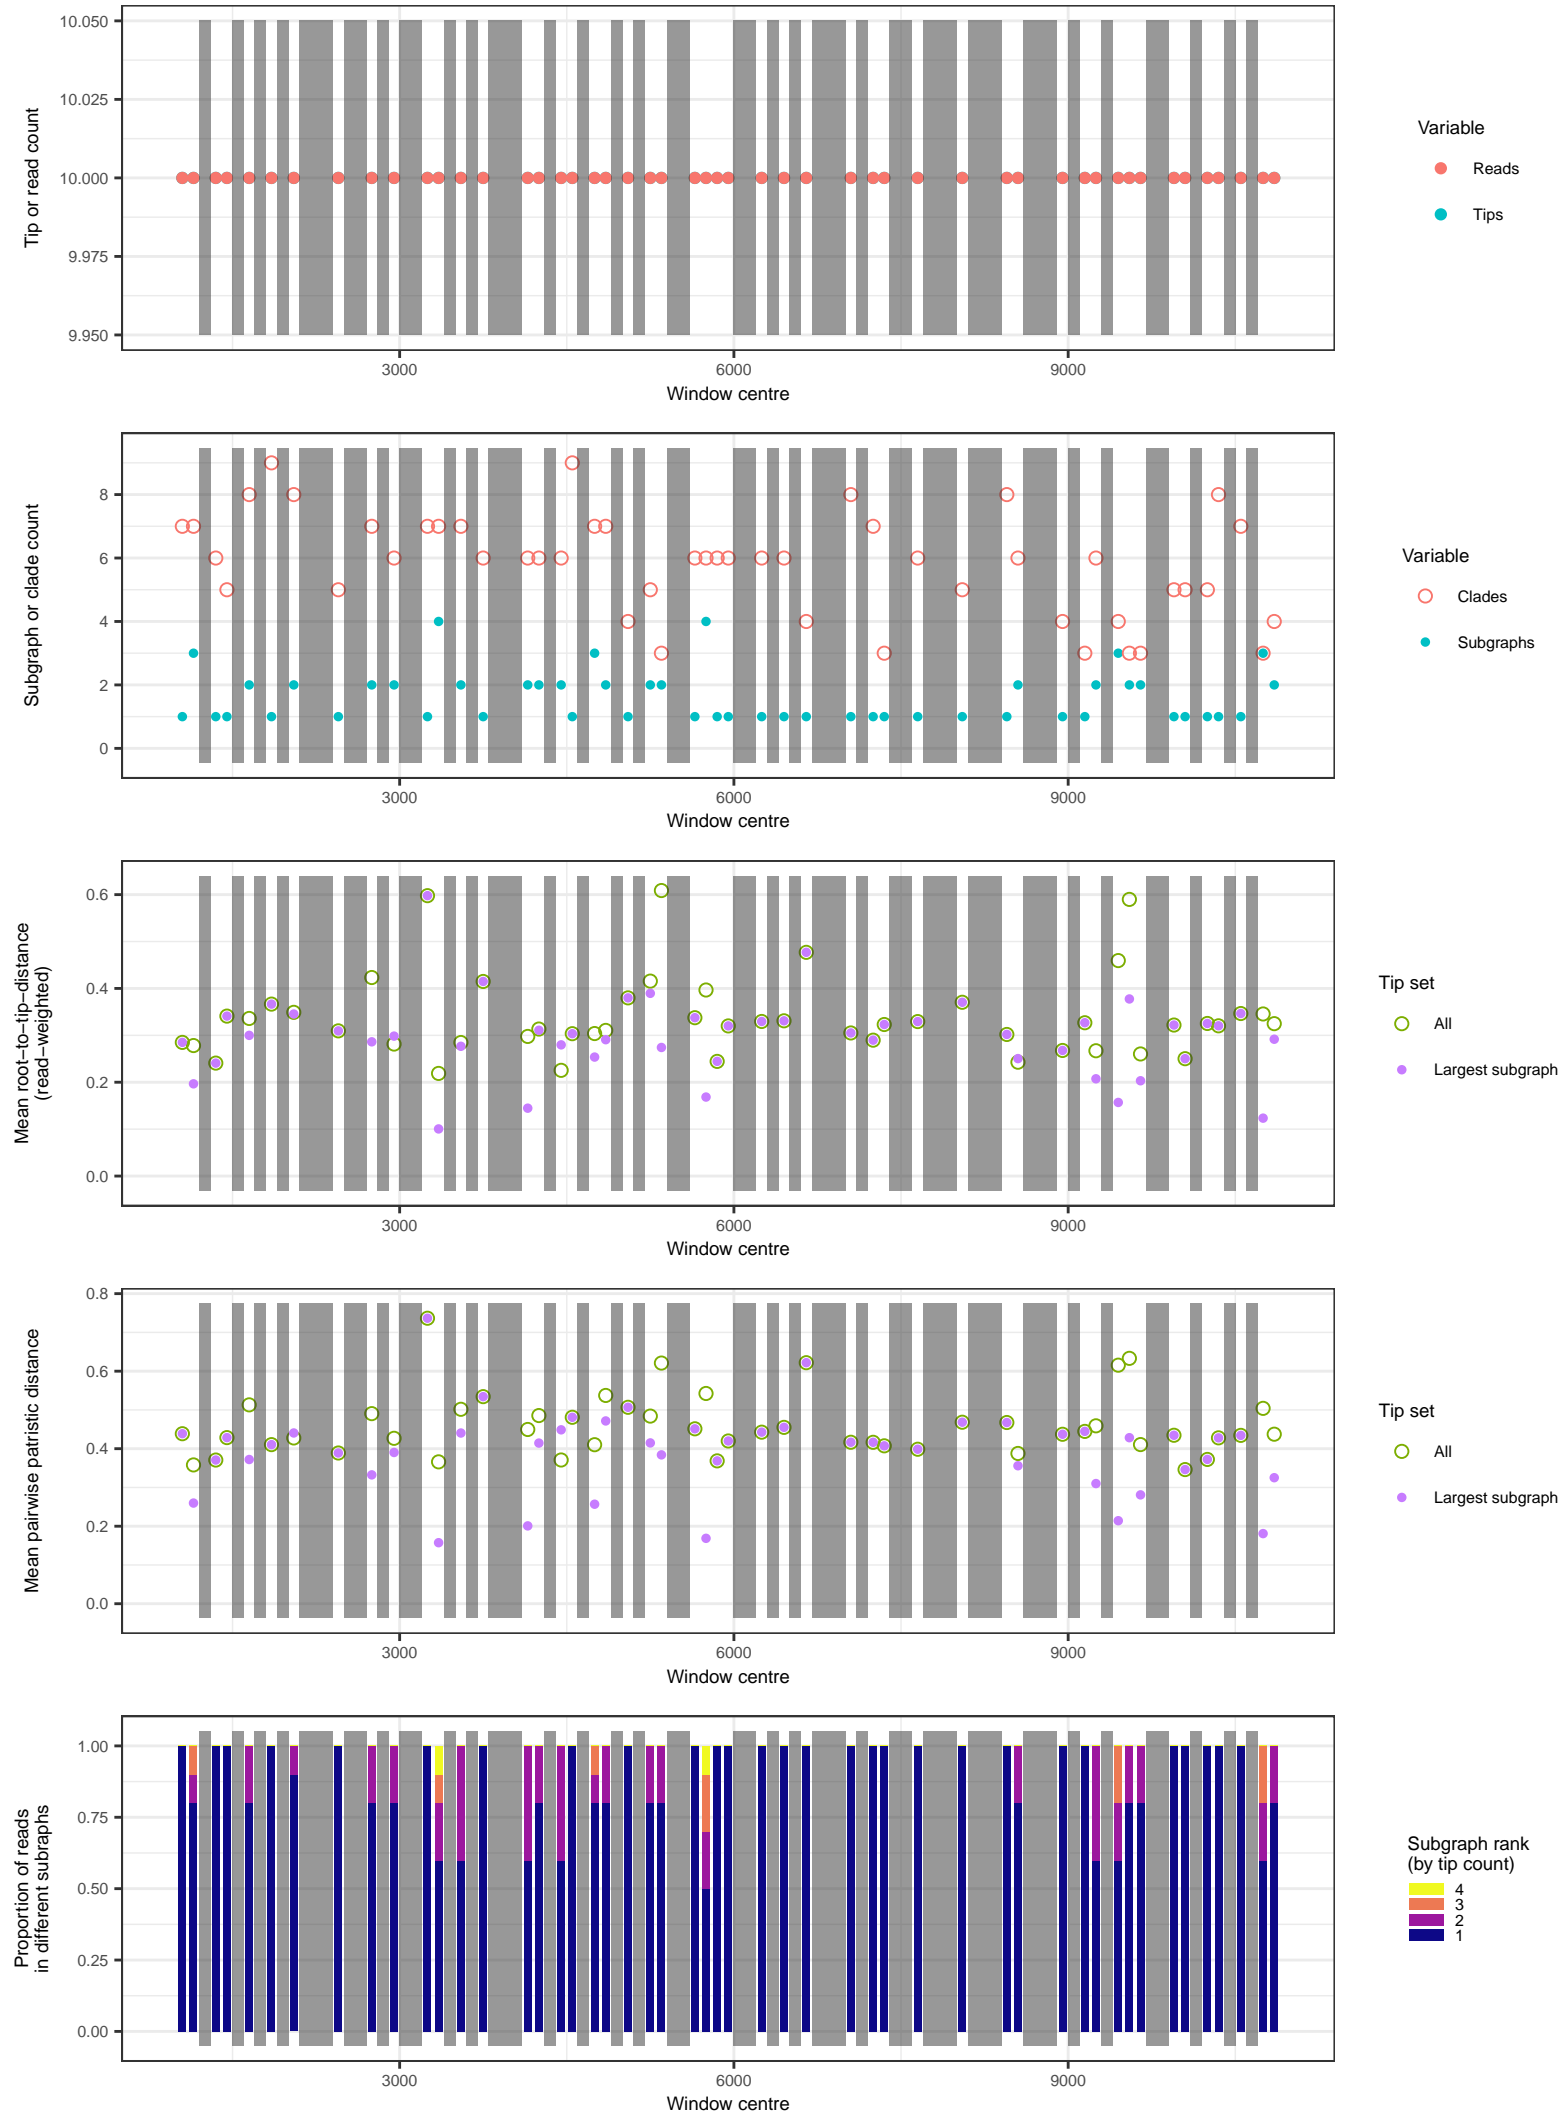 10.050
10.025
10.000
9.975
9.950
Tip or read count
3000
6000
9000
Window centre
Variable
Reads
Tips
8
6
4
2
0
Subgraph or clade count
3000
6000
9000
Window centre
Variable
Clades
Subgraphs
0.6
0.4
0.2
0.0
Mean root−to−tip−distance
(read−weighted)
3000
6000
9000
Window centre
Tip set
All
Largest subgraph
0.8
0.6
0.4
0.2
0.0
Mean pairwise patristic distance
3000
6000
9000
Window centre
Tip set
All
Largest subgraph
1.00
0.75
0.50
0.25
0.00
Proportion of reads
in different subraphs
3000
6000
9000
Window centre
Subgraph rank
(by tip count)
4
3
2
1